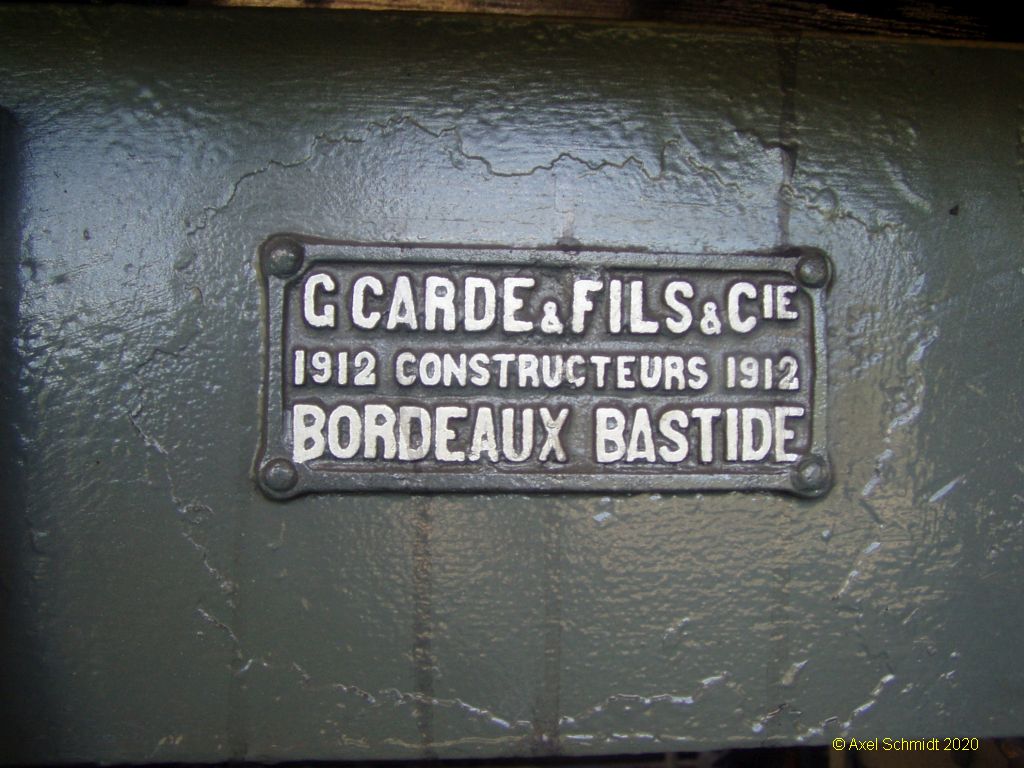 G CARDE & FILS & CIE
1912 CONSTRUCTEURS 1912
BORDEAUX BASTIDE
© Axel Schmidt 2020